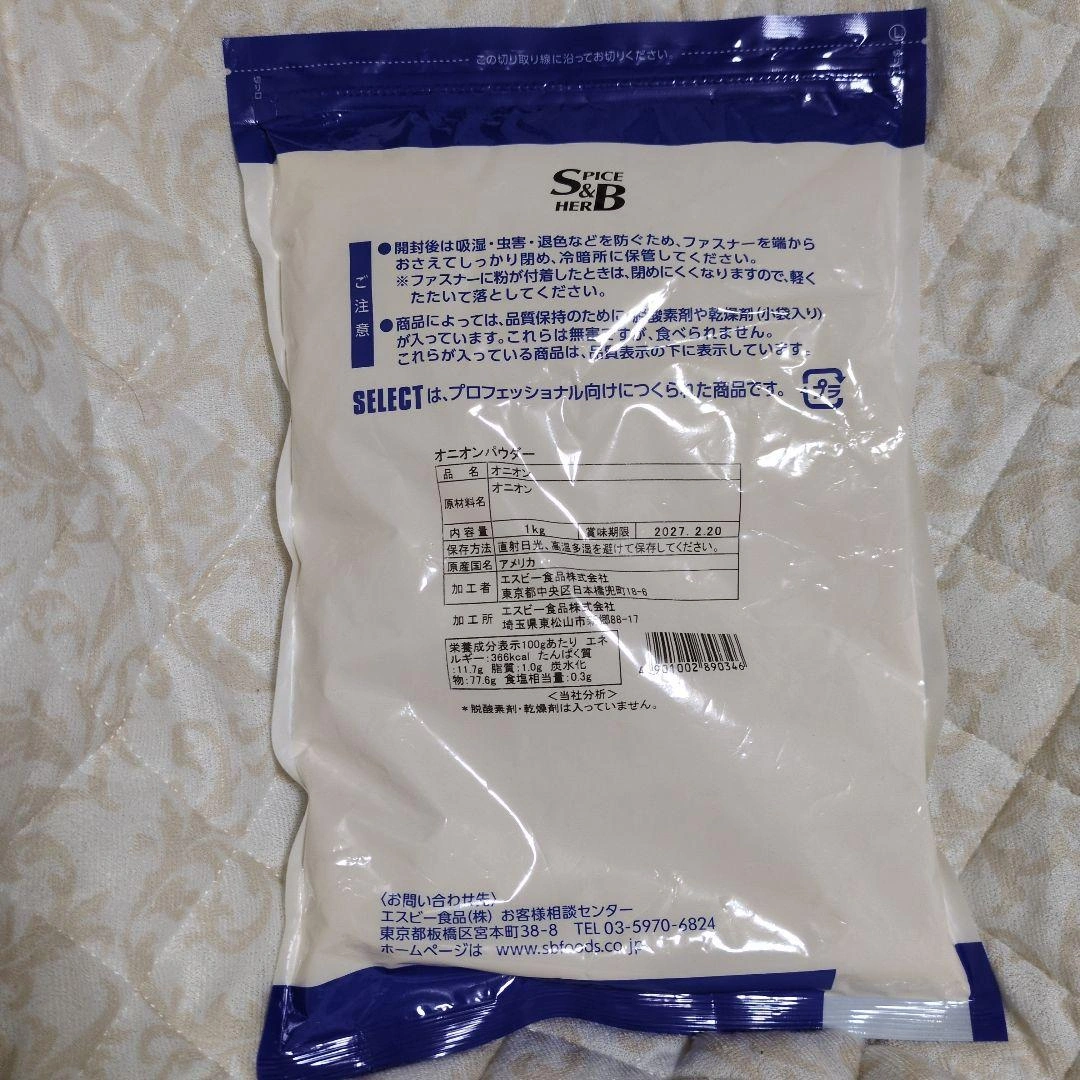 この切り取り線に沿ってお切りください。
SPICE
&
HERB
ご注意
●開封後は吸湿・虫害・退色などを防ぐため、ファスナーを端から
おさえてしっかり閉め、冷暗所に保管してください。
※ファスナーに粉が付着したときは、閉めにくくなりますので、軽く
たたいて落としてください。
●商品によっては、品質保持のために脱酸素剤や乾燥剤(小袋入り)
が入っています。これらは無害ですが、食べられません。
これらが入っている商品は、品質表示の下に表示しています。
SELECTは、プロフェッショナル向けにつくられた商品です。
プラ
オニオンパウダー
品 名 オニオン
原材料名 オニオン
内容量 1kg 賞味期限 2027. 2.20
保存方法 直射日光、高温多湿を避けて保存してください。
原産国名 アメリカ
加工者 エスビー食品株式会社
東京都中央区日本橋兜町18-6
加工所 エスビー食品株式会社
埼玉県東松山市新郷88-17
栄養成分表示100gあたり エネ
ルギー:366kcal たんぱく質
:11.7g 脂質:1.0g 炭水化
物:77.6g 食塩相当量:0.3g
4901002890346
<当社分析>
*脱酸素剤・乾燥剤は入っていません。
〈お問い合わせ先〉
エスビー食品(株) お客様相談センター
東京都板橋区宮本町38-8 TEL 03-5970-6824
ホームページは www.sbfoods.co.jp